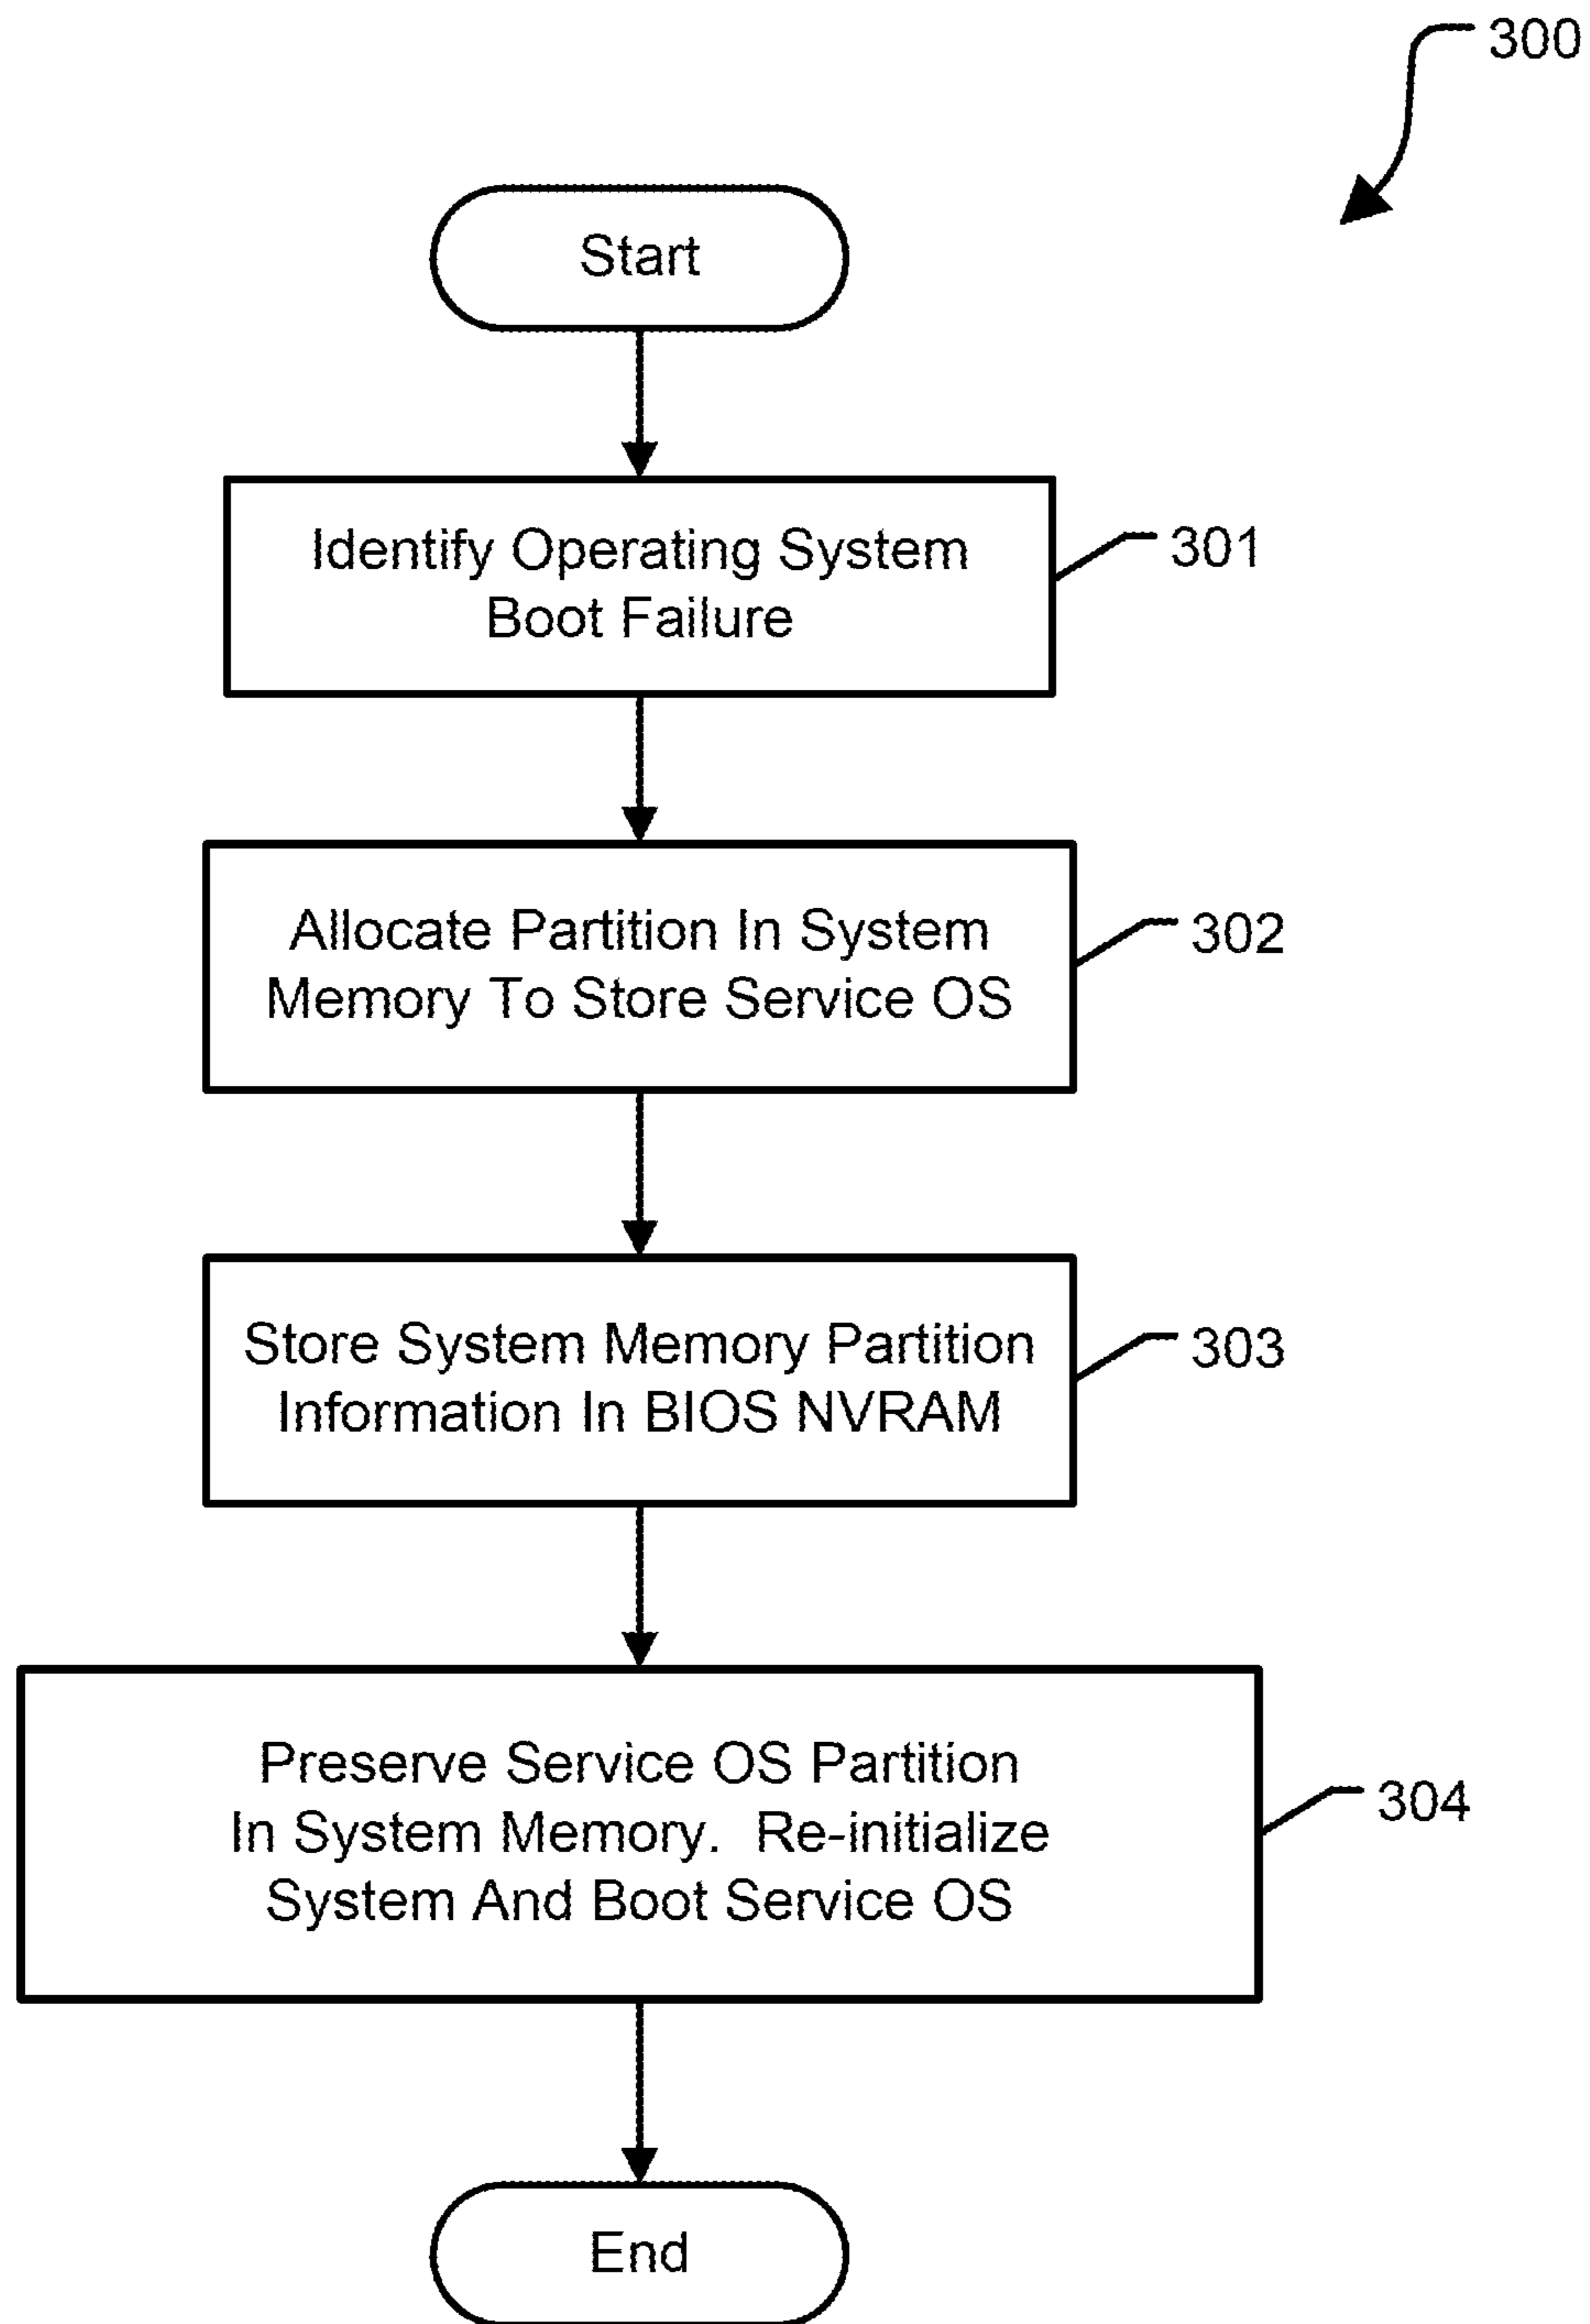 300
Start
Identify Operating System
Boot Failure
301
Allocate Partition In System
Memory To Store Service OS
302
Store System Memory Partition
Information In BIOS NVRAM
303
Preserve Service OS Partition
In System Memory.  Re-initialize
System And Boot Service OS
304
End